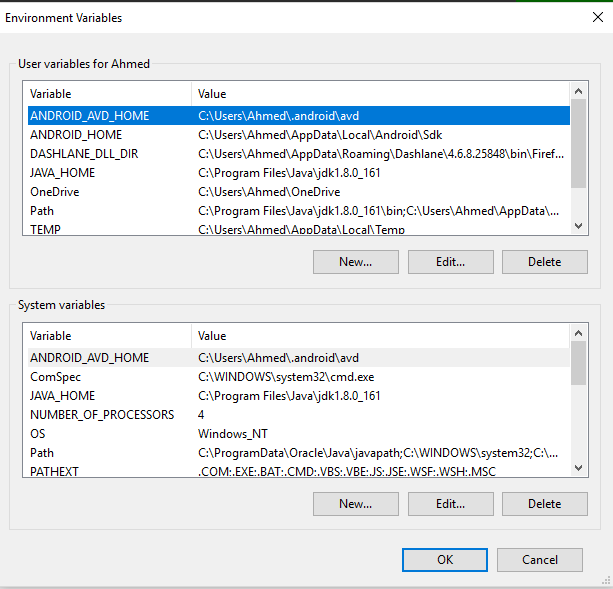 Environment Variables
User variables for Ahmed
Variable Value
ANDROID_AVD_HOME C:\Users\Ahmed\.android\avd
ANDROID_HOME C:\Users\Ahmed\AppData\Local\Android\Sdk
DASHLANE_DLL_DIR C:\Users\Ahmed\AppData\Roaming\Dashlane\4.6.8.25848\bin\Firef...
JAVA_HOME C:\Program Files\Java\jdk1.8.0_161
OneDrive C:\Users\Ahmed\OneDrive
Path C:\Program Files\Java\jdk1.8.0_161\bin;C:\Users\Ahmed\AppData\...
TEMP C:\Users\Ahmed\AppData\Local\Temp
New... Edit... Delete
System variables
Variable Value
ANDROID_AVD_HOME C:\Users\Ahmed\.android\avd
ComSpec C:\WINDOWS\system32\cmd.exe
JAVA_HOME C:\Program Files\Java\jdk1.8.0_161
NUMBER_OF_PROCESSORS 4
OS Windows_NT
Path C:\ProgramData\Oracle\Java\javapath;C:\WINDOWS\system32;C:\...
PATHEXT .COM;.EXE;.BAT;.CMD;.VBS;.VBE;.JS;.JSE;.WSF;.WSH;.MSC
New... Edit... Delete
OK Cancel